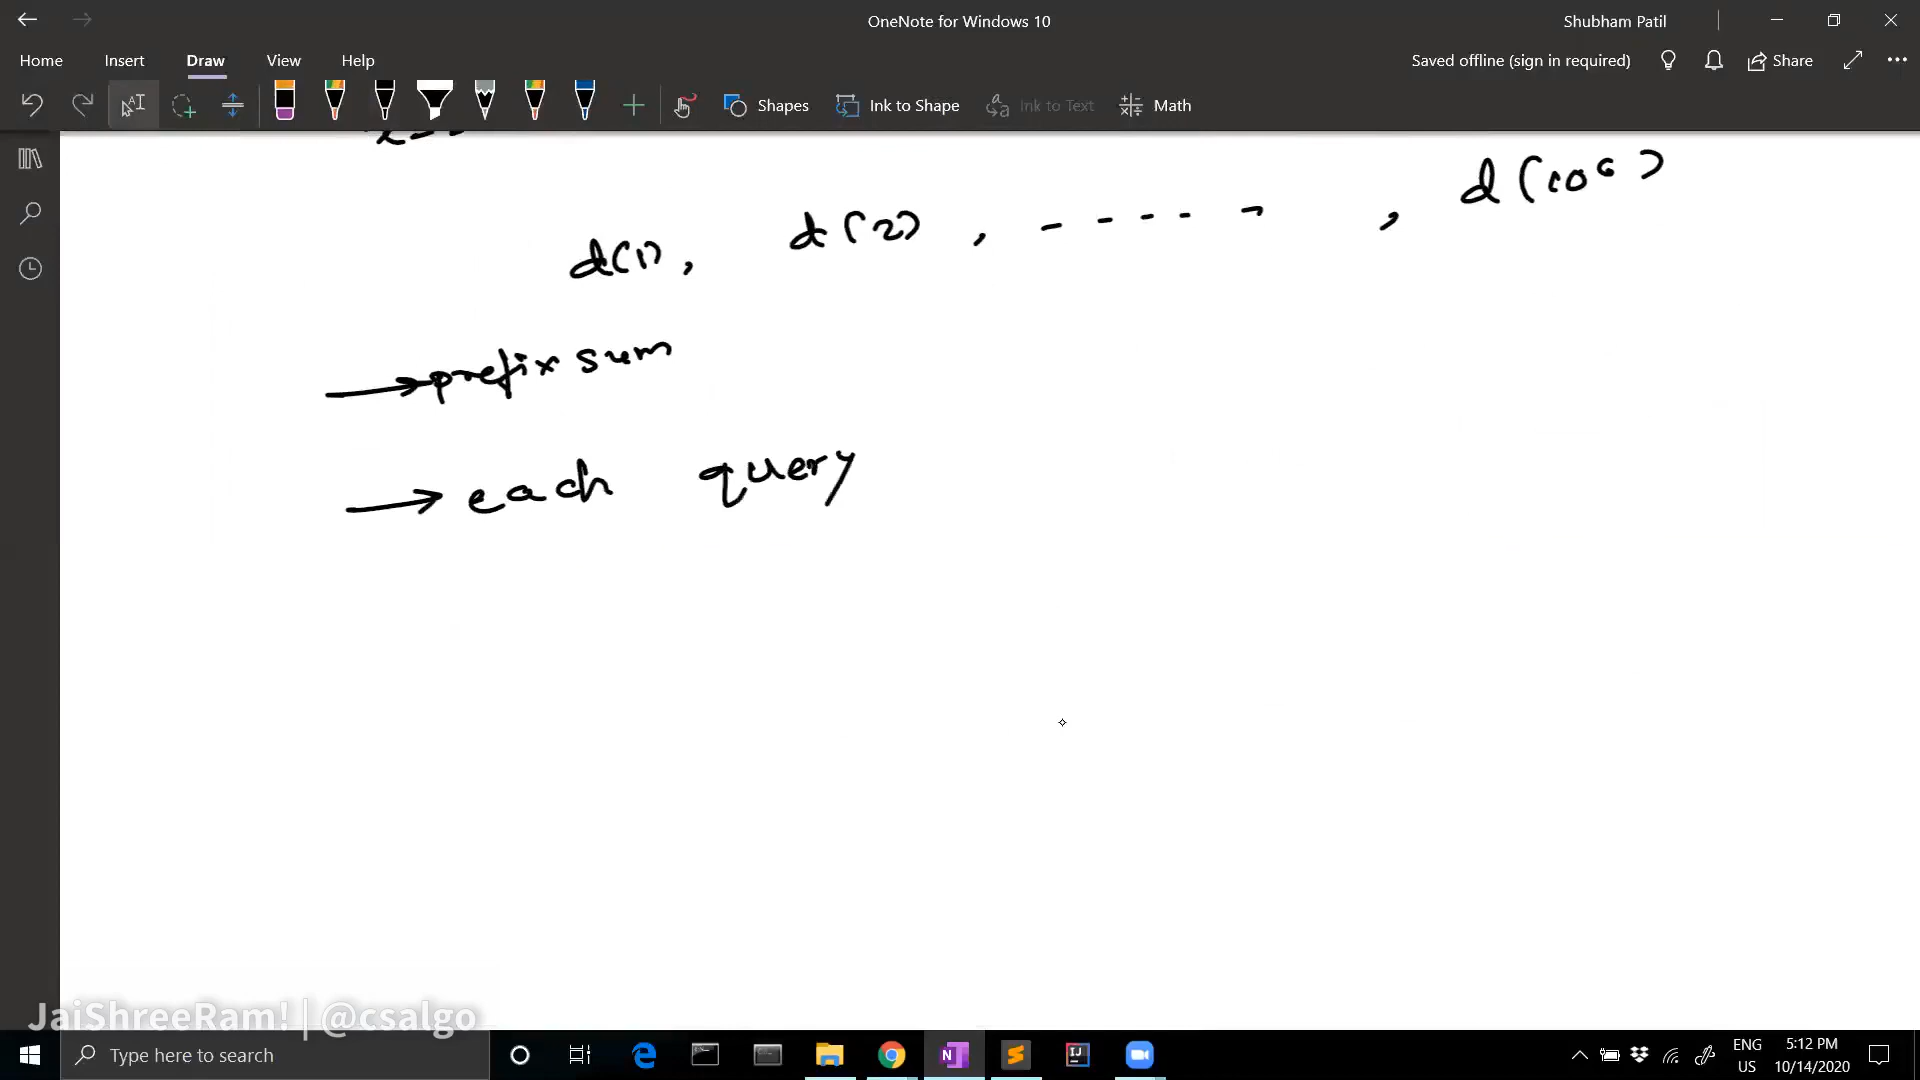 OneNote for Windows 10
Shubham Patil
Home Insert Draw View Help
Saved offline (sign in required)
Share
Shapes
Ink to Shape
Ink to Text
Math
d(1), d(2), - - - - - , d(10⁶)
→ prefix sum
→ each query
JaiShreeRam! | @csalgo
Type here to search
ENG
US
5:12 PM
10/14/2020